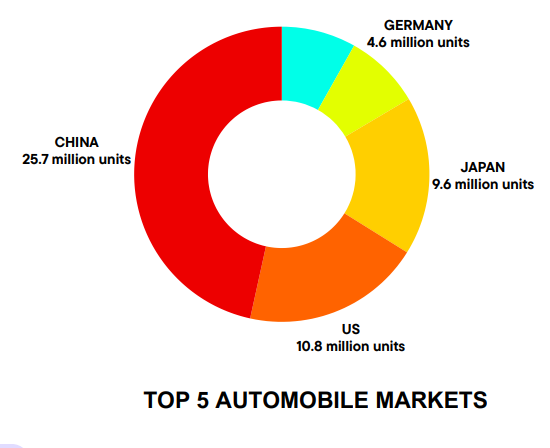 GERMANY
4.6 million units
CHINA
25.7 million units
JAPAN
9.6 million units
US
10.8 million units
TOP 5 AUTOMOBILE MARKETS